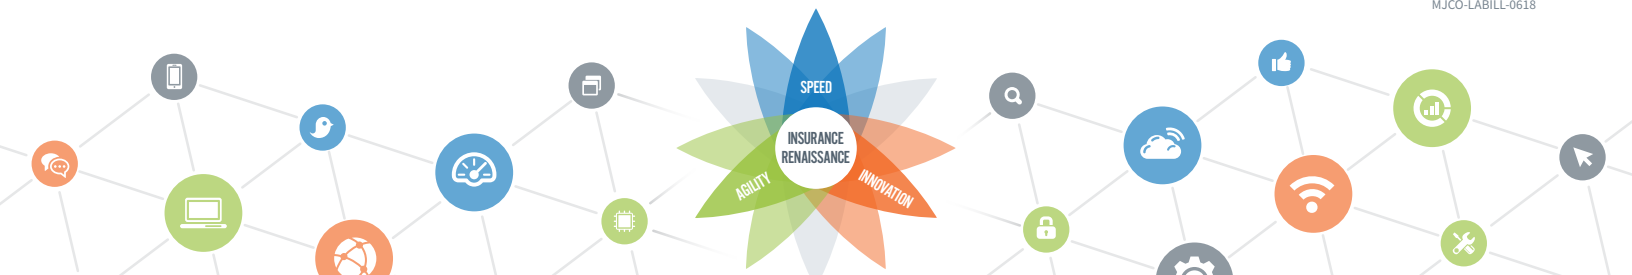 MJCO-LABILL-0618
SPEED
INSURANCE
RENAISSANCE
AGILITY
INNOVATION